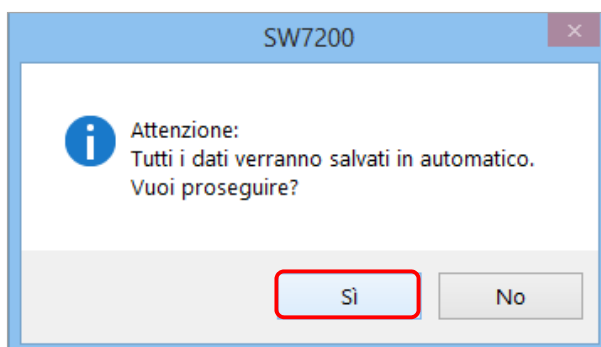 SW7200
Attenzione:
Tutti i dati verranno salvati in automatico.
Vuoi proseguire?
Sì
No